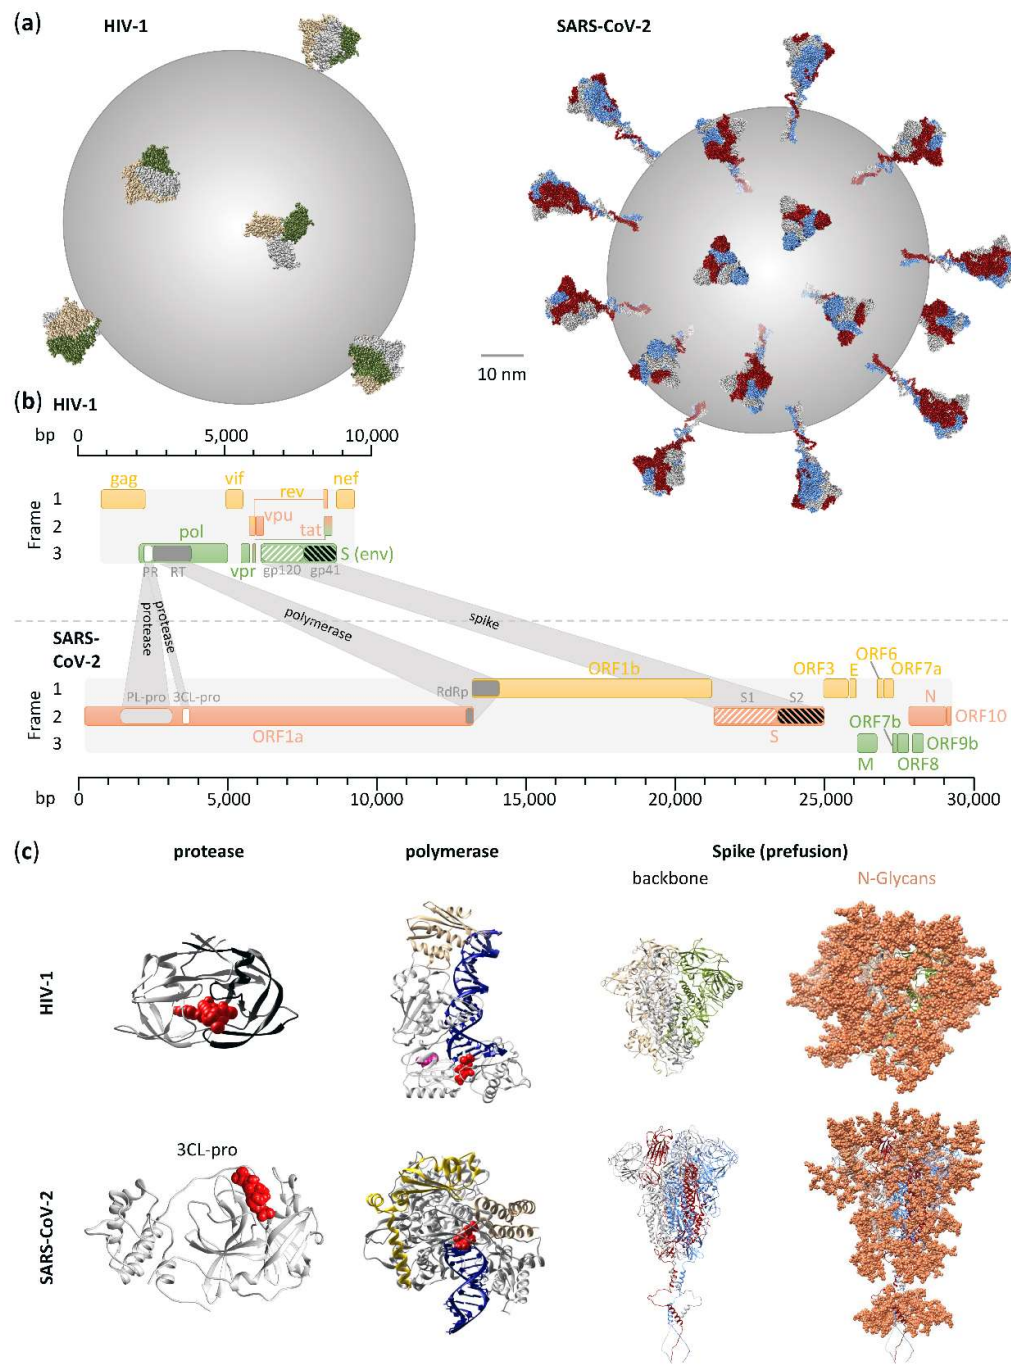 (a)
HIV-1
SARS-CoV-2
10 nm
(b)
HIV-1
bp
0 5,000 10,000
Frame
1
2
3
gag
vif
rev
nef
vpu
tat
pol
vpr
S (env)
PR
RT
gp120
gp41
protease
protease
polymerase
spike
SARS-
CoV-2
Frame
1
2
3
RdRp
ORF1b
ORF3
E
ORF6
ORF7a
PL-pro
3CL-pro
S1
S2
N
ORF1a
S
ORF10
ORF7b
ORF9b
M
ORF8
bp
0 5,000 10,000 15,000 20,000 25,000 30,000
(c)
protease
polymerase
Spike (prefusion)
backbone
N-Glycans
HIV-1
3CL-pro
SARS-CoV-2